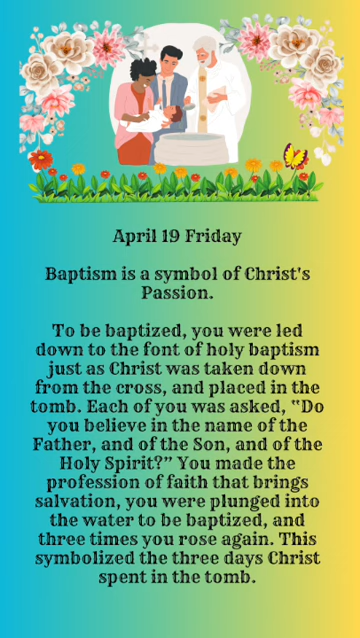 April 19 Friday
Baptism is a symbol of Christ's
Passion.
To be baptized, you were led
down to the font of holy baptism
just as Christ was taken down
from the cross, and placed in the
tomb. Each of you was asked, "Do
you believe in the name of the
Father, and of the Son, and of the
Holy Spirit?" You made the
profession of faith that brings
salvation, you were plunged into
the water to be baptized, and
three times you rose again. This
symbolized the three days Christ
spent in the tomb.